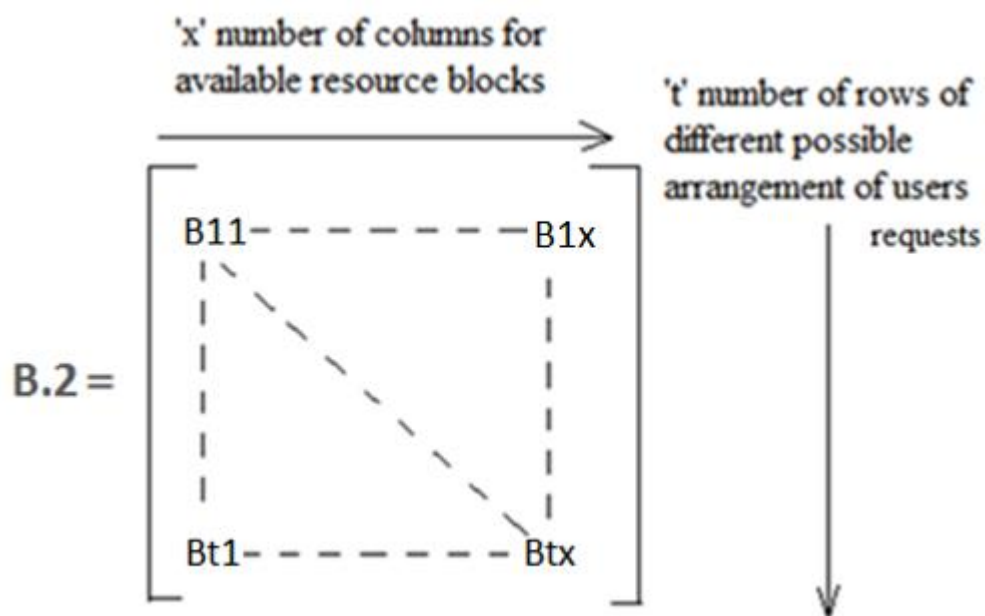 'x' number of columns for
available resource blocks
't' number of rows of
different possible
arrangement of users
requests
B11 B1x
B.2 =
Bt1 Btx